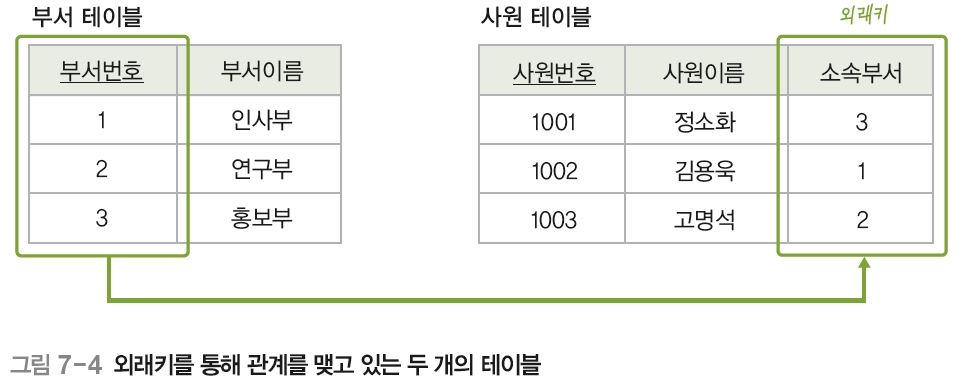 부서 테이블 사원 테이블 외래키
부서번호 부서이름 사원번호 사원이름 소속부서
1 인사부 1001 정소화 3
2 연구부 1002 김용욱 1
3 홍보부 1003 고명석 2
그림 7-4 외래키를 통해 관계를 맺고 있는 두 개의 테이블